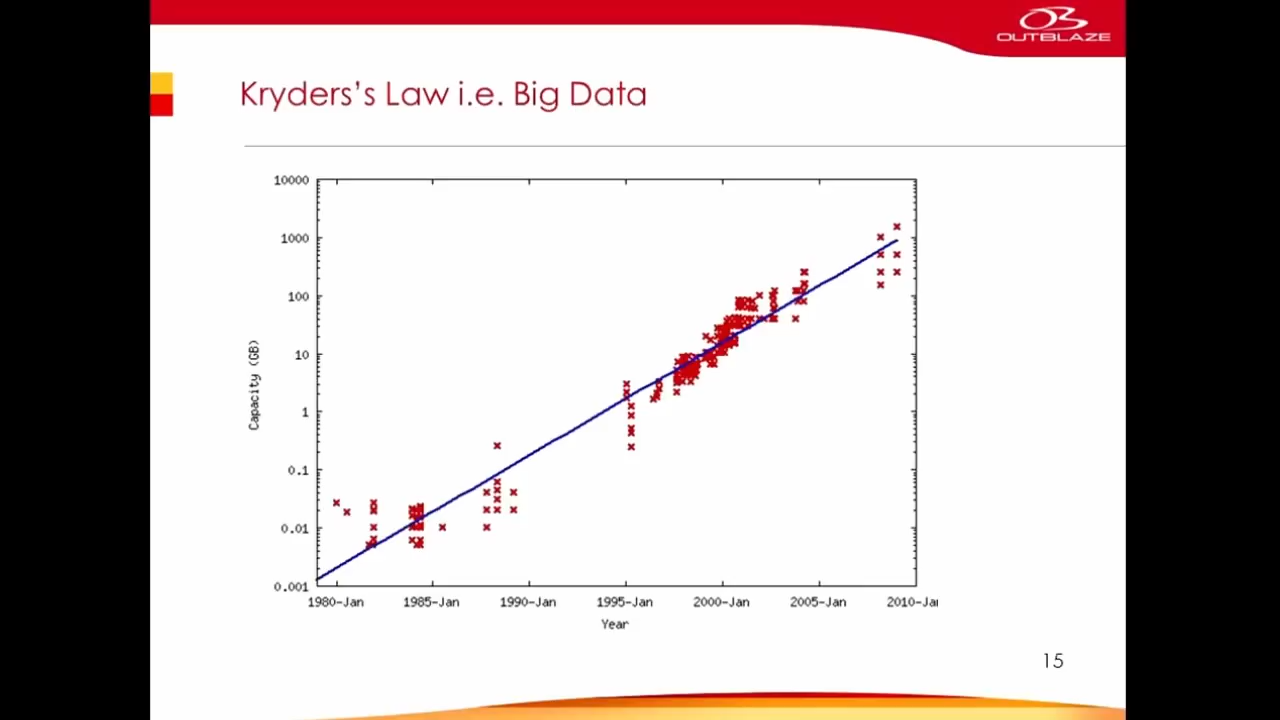 OUTBLAZE
Kryders's Law i.e. Big Data
10000
1000
100
10
1
0.1
0.01
0.001
Capacity (GB)
1980-Jan 1985-Jan 1990-Jan 1995-Jan 2000-Jan 2005-Jan 2010-Jan
Year
15